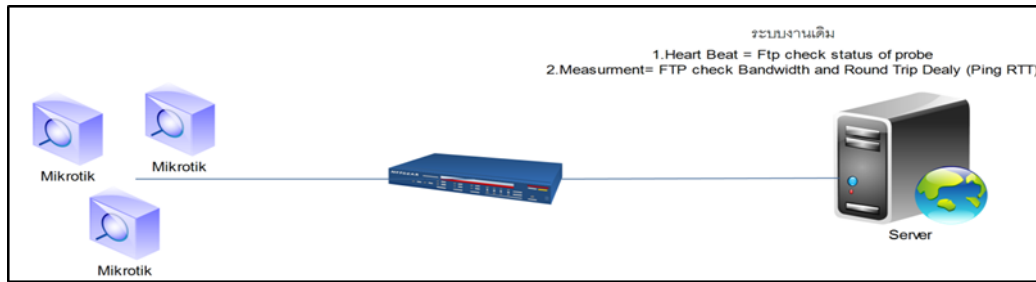 ระบบงานเดิม
1.Heart Beat = Ftp check status of probe
2.Measurment= FTP check Bandwidth and Round Trip Dealy (Ping RTT)
Mikrotik
Mikrotik
Mikrotik
NETGEAR
Server